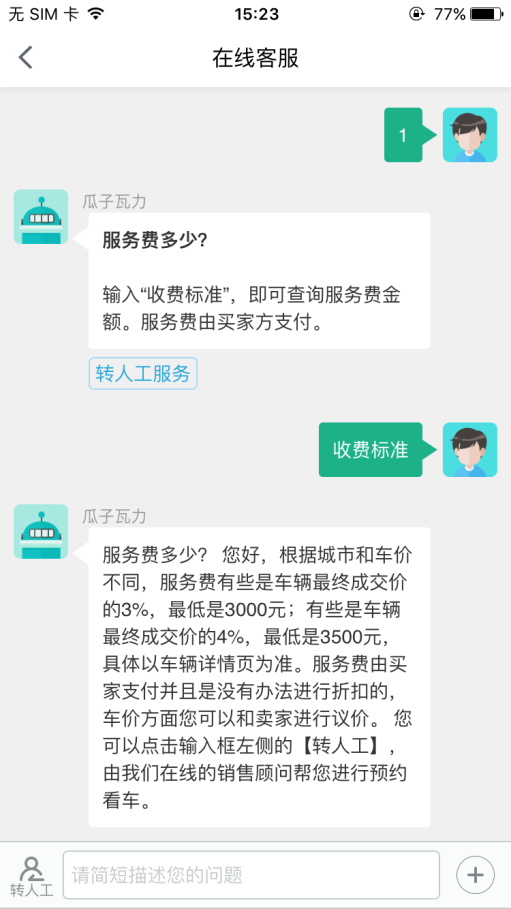 无 SIM 卡
15:23
77%
在线客服
1
瓜子瓦力
服务费多少?
输入“收费标准”，即可查询服务费金
额。服务费由买家方支付。
转人工服务
收费标准
瓜子瓦力
服务费多少? 您好，根据城市和车价
不同，服务费有些是车辆最终成交价
的3%，最低是3000元；有些是车辆
最终成交价的4%，最低是3500元，
具体以车辆详情页为准。服务费由买
家支付并且是没有办法进行折扣的，
车价方面您可以和卖家进行议价。 您
可以点击输入框左侧的【转人工】，
由我们在线的销售顾问帮您进行预约
看车。
转人工
请简短描述您的问题